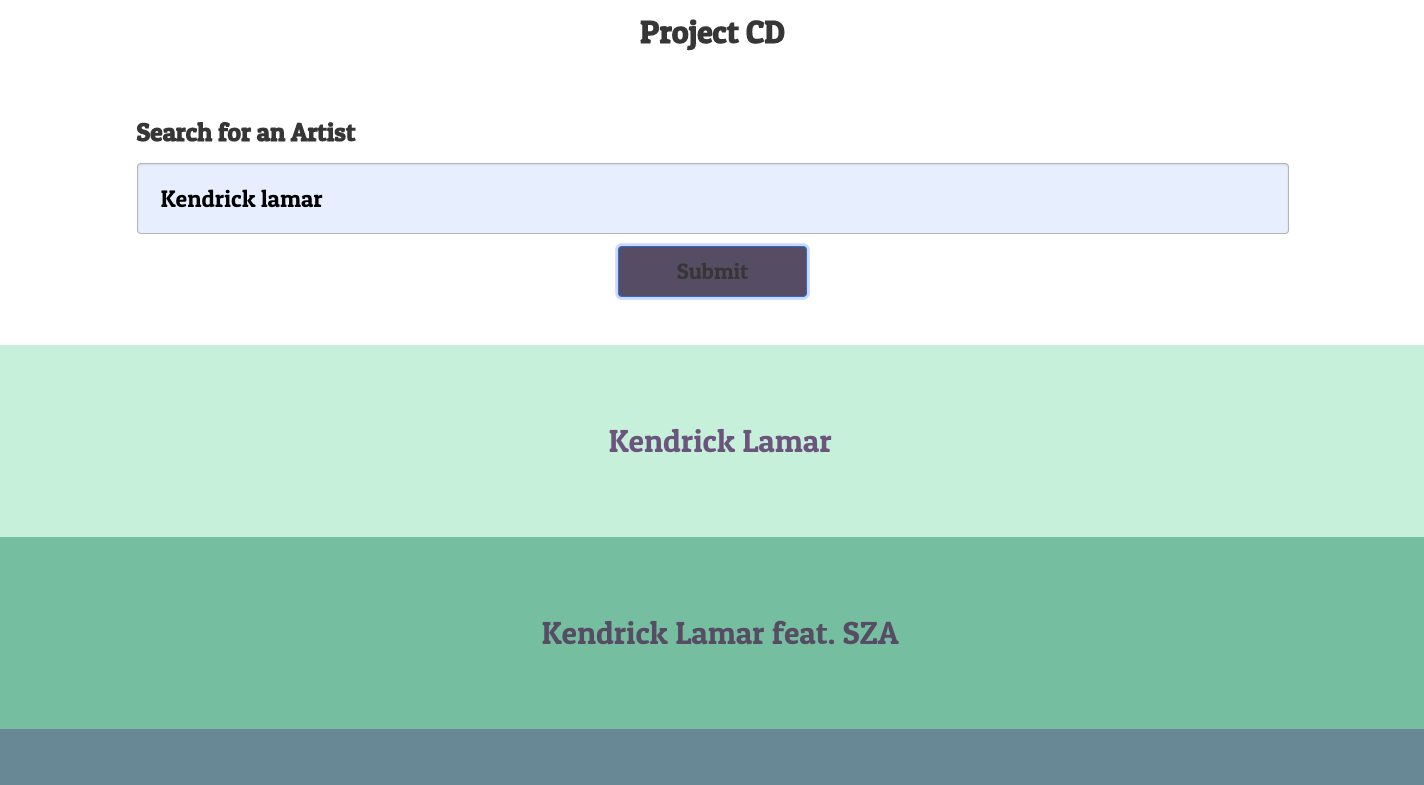 Project CD
Search for an Artist
Kendrick lamar
Submit
Kendrick Lamar
Kendrick Lamar feat. SZA